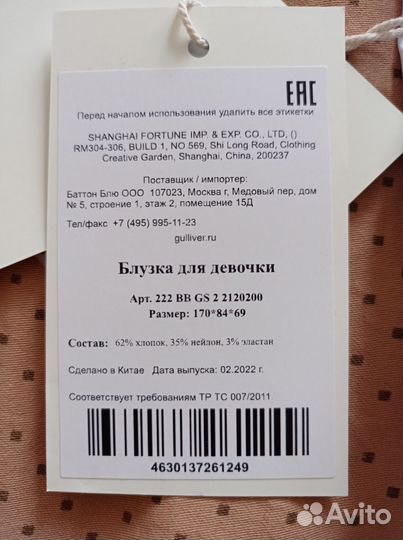 EAC
Перед началом использования удалить все этикетки
SHANGHAI FORTUNE IMP. & EXP. CO., LTD, ()
RM304-306, BUILD 1, NO 569, Shi Long Road, Clothing
Creative Garden, Shanghai, China, 200237
Поставщик / импортер:
Баттон Блю ООО 107023, Москва г, Медовый пер, дом
№ 5, строение 1, этаж 2, помещение 15Д
Тел/факс +7 (495) 995-11-23
gulliver.ru
Блузка для девочки
Арт. 222 BB GS 2 2120200
Размер: 170*84*69
Состав: 62% хлопок, 35% нейлон, 3% эластан
Сделано в Китае Дата выпуска: 02.2022 г.
Соответствует требованиям ТР ТС 007/2011
4630137261249
Avito